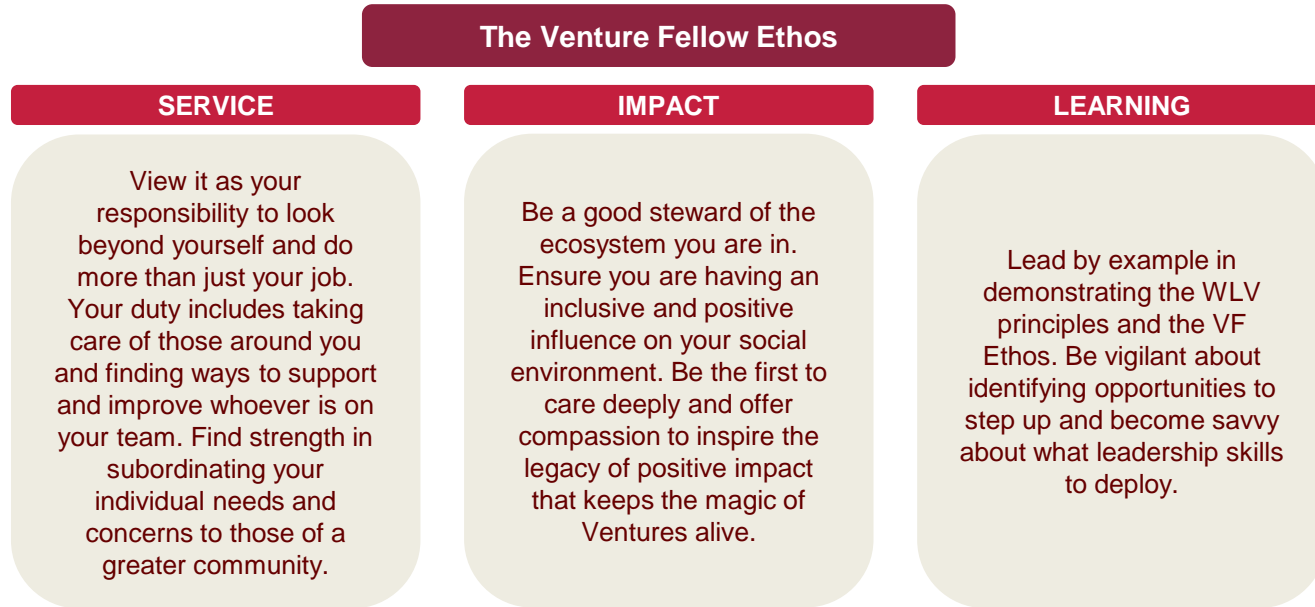 The Venture Fellow Ethos
SERVICE
View it as your
responsibility to look
beyond yourself and do
more than just your job.
Your duty includes taking
care of those around you
and finding ways to support
and improve whoever is on
your team. Find strength in
subordinating your
individual needs and
concerns to those of a
greater community.
IMPACT
Be a good steward of the
ecosystem you are in.
Ensure you are having an
inclusive and positive
influence on your social
environment. Be the first to
care deeply and offer
compassion to inspire the
legacy of positive impact
that keeps the magic of
Ventures alive.
LEARNING
Lead by example in
demonstrating the WLV
principles and the VF
Ethos. Be vigilant about
identifying opportunities to
step up and become savvy
about what leadership skills
to deploy.